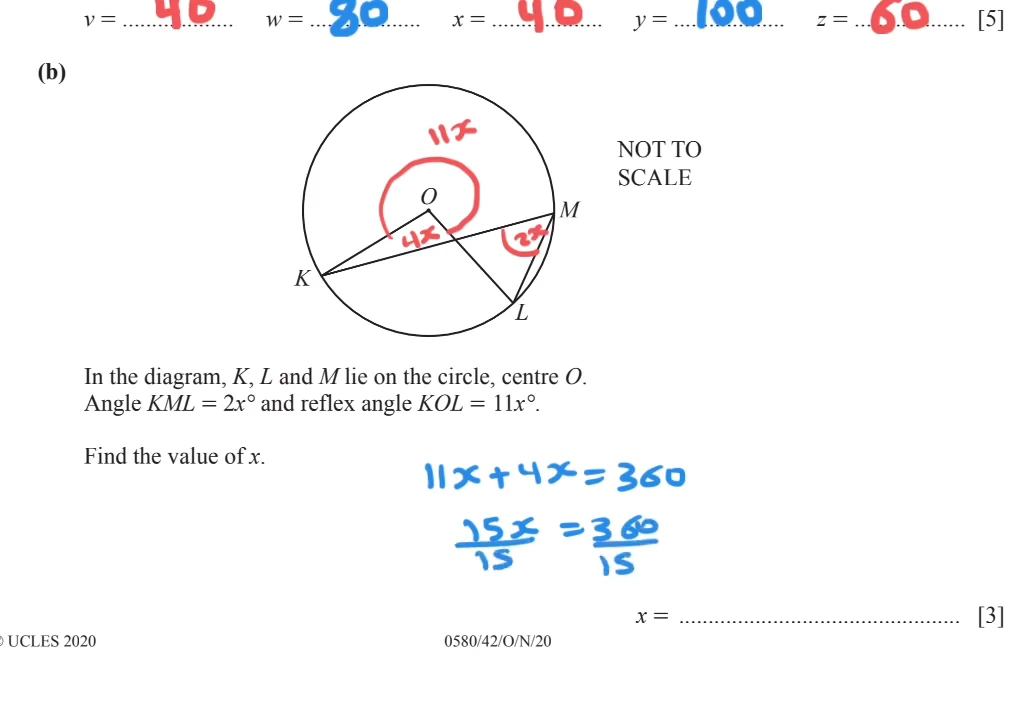 v = 40 w = 80 x = 40 y = 100 z = 60 [5]
(b)
11x
NOT TO
SCALE
O
M
4x
2x
K
L
In the diagram, K, L and M lie on the circle, centre O.
Angle KML = 2x° and reflex angle KOL = 11x°.
Find the value of x.
11x + 4x = 360
15x = 360
15 15
x = ................................................ [3]
UCLES 2020
0580/42/O/N/20